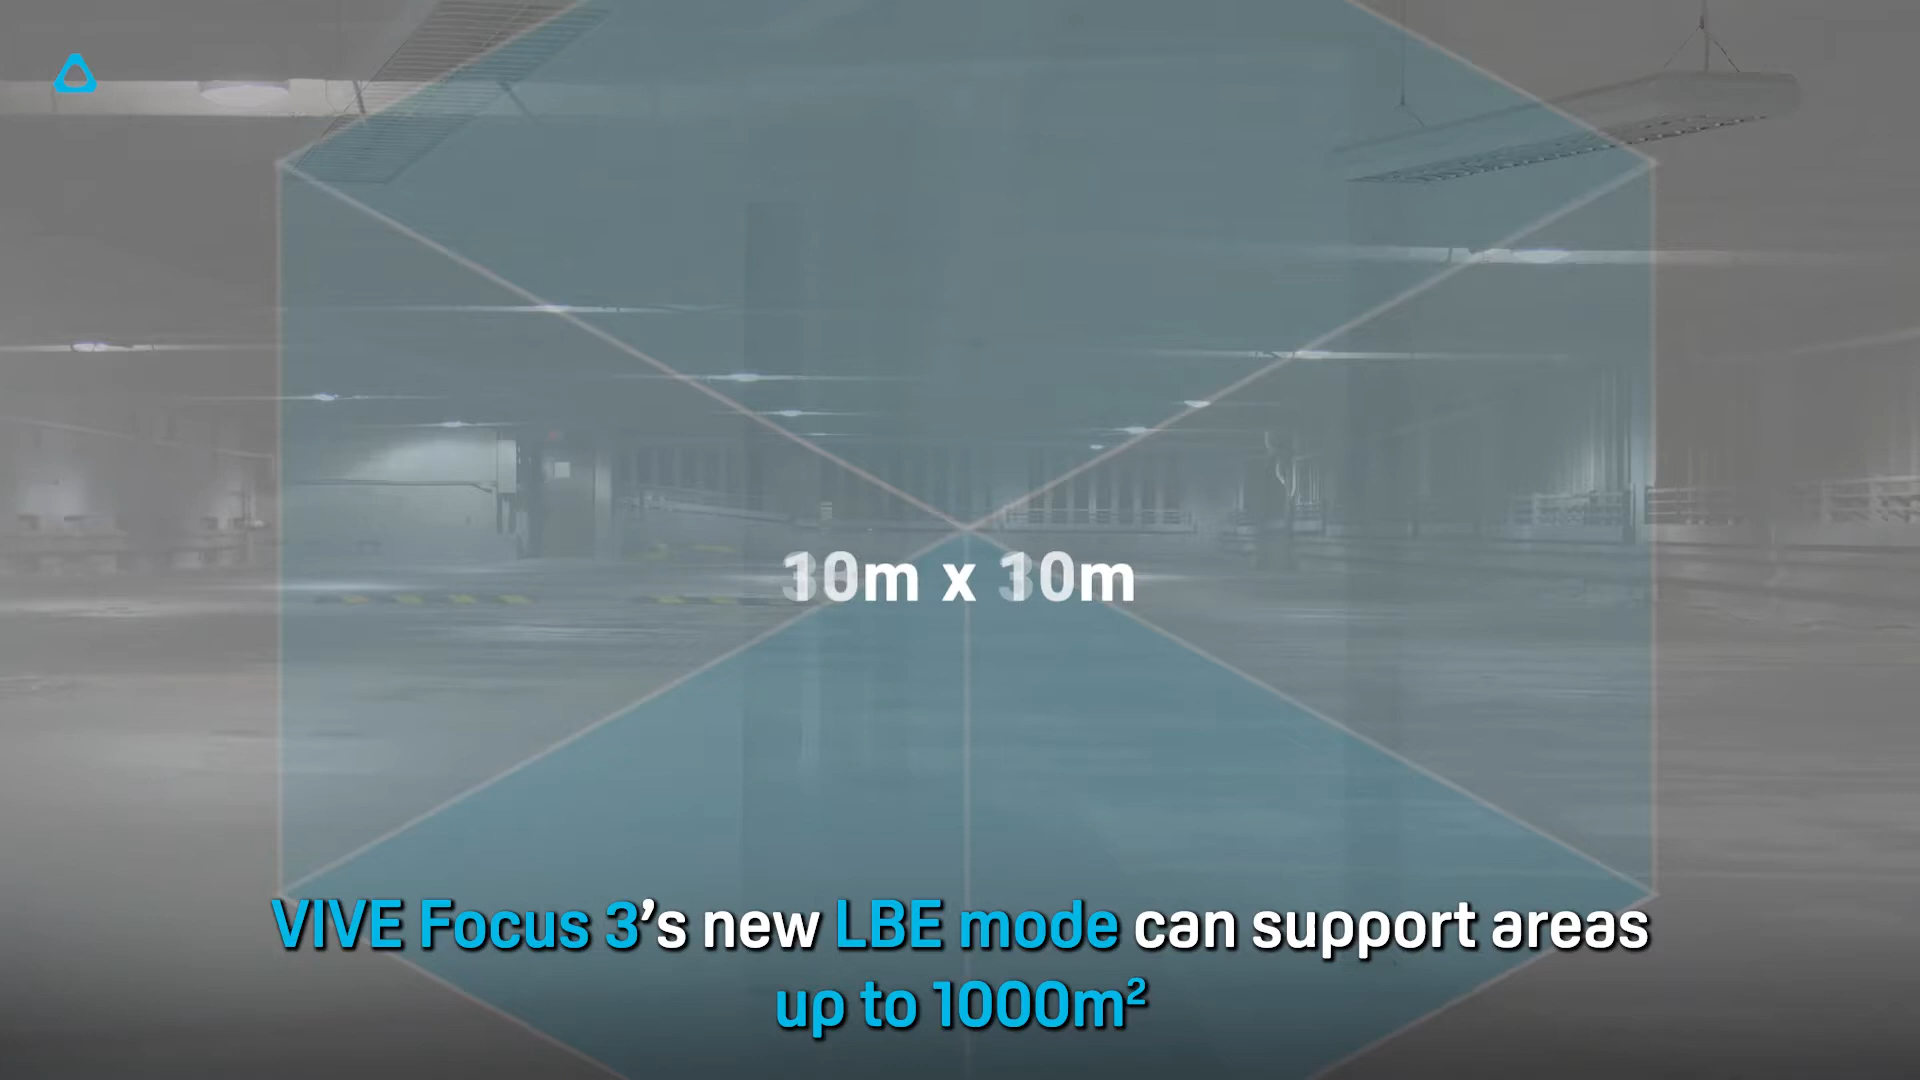 10m x 10m
VIVE Focus 3’s new LBE mode can support areas
up to 1000m²